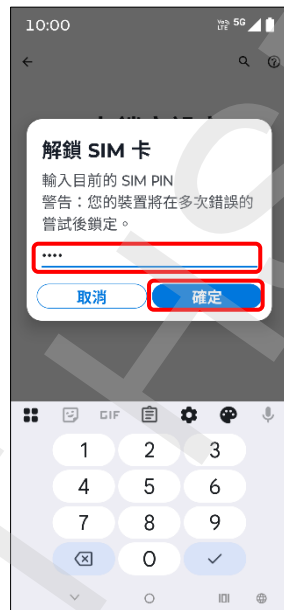 10:00
Vo))
LTE
5G
解鎖 SIM 卡
輸入目前的 SIM PIN
警告：您的裝置將在多次錯誤的
嘗試後鎖定。
••••
取消
確定
GIF
1 2 3
4 5 6
7 8 9
0